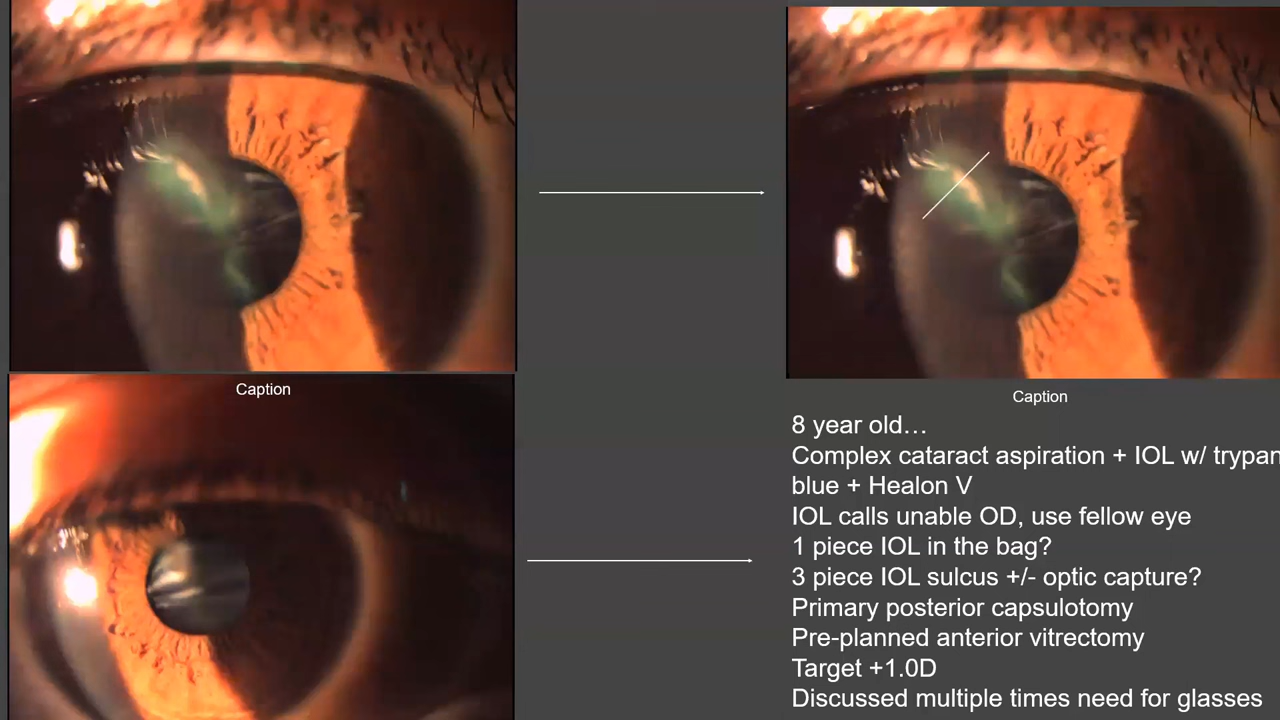 Caption
Caption
8 year old…
Complex cataract aspiration + IOL w/ trypan
blue + Healon V
IOL calls unable OD, use fellow eye
1 piece IOL in the bag?
3 piece IOL sulcus +/- optic capture?
Primary posterior capsulotomy
Pre-planned anterior vitrectomy
Target +1.0D
Discussed multiple times need for glasses